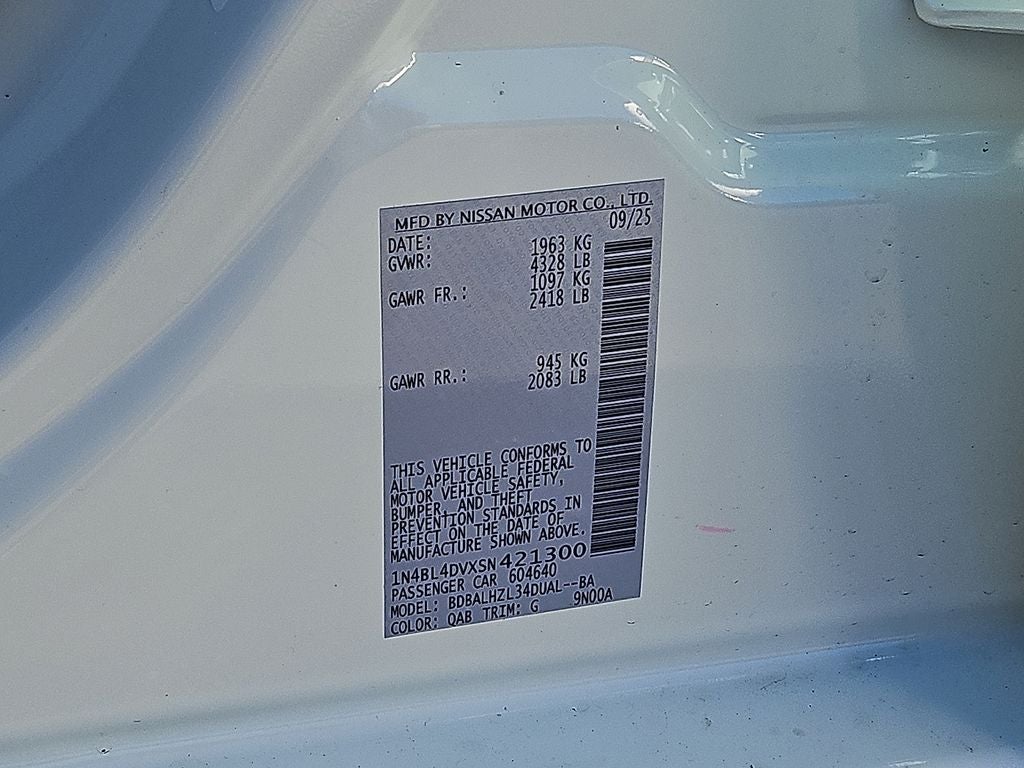 MFD BY NISSAN MOTOR CO., LTD.
DATE: 09/25
GVWR: 1963 KG
4328 LB
GAWR FR.: 1097 KG
2418 LB
GAWR RR.: 945 KG
2083 LB
THIS VEHICLE CONFORMS TO
ALL APPLICABLE FEDERAL
MOTOR VEHICLE SAFETY,
BUMPER, AND THEFT
PREVENTION STANDARDS IN
EFFECT ON THE DATE OF
MANUFACTURE SHOWN ABOVE.
1N4BL4DVXSN421300
PASSENGER CAR 604640
MODEL: BDBALHZL34DUAL--BA
COLOR: QAB TRIM: G 9N00A